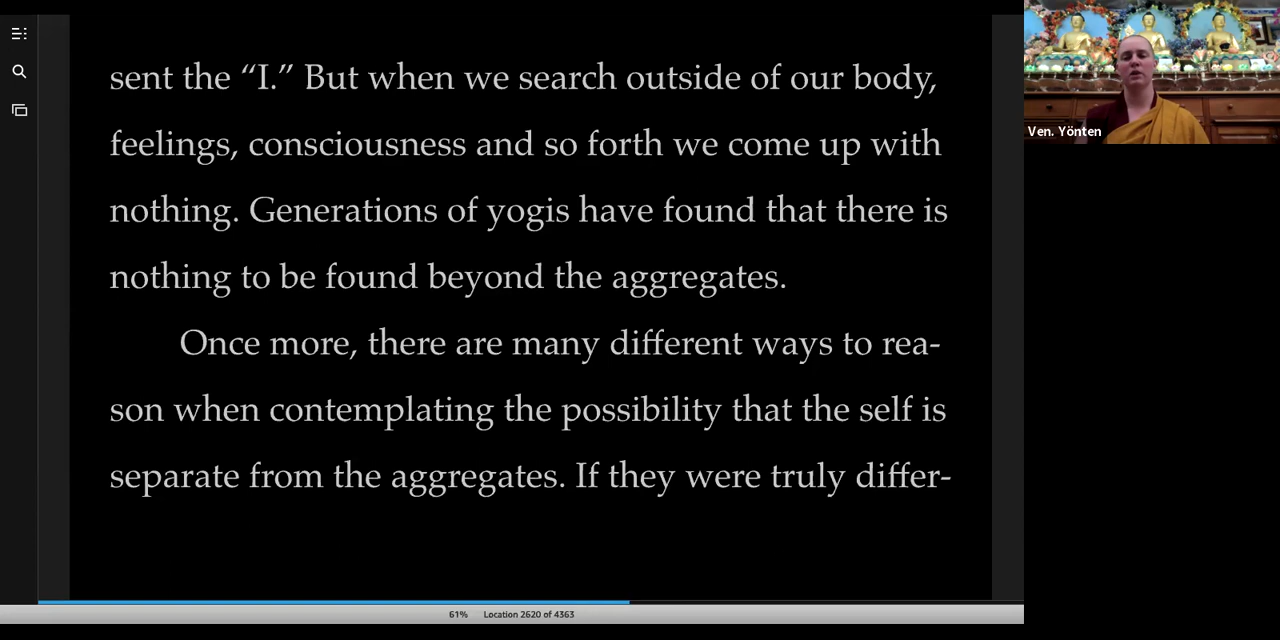 sent the “I.” But when we search outside of our body,
feelings, consciousness and so forth we come up with
nothing. Generations of yogis have found that there is
nothing to be found beyond the aggregates.
Once more, there are many different ways to rea-
son when contemplating the possibility that the self is
separate from the aggregates. If they were truly differ-
61% Location 2620 of 4363
Ven. Yönten